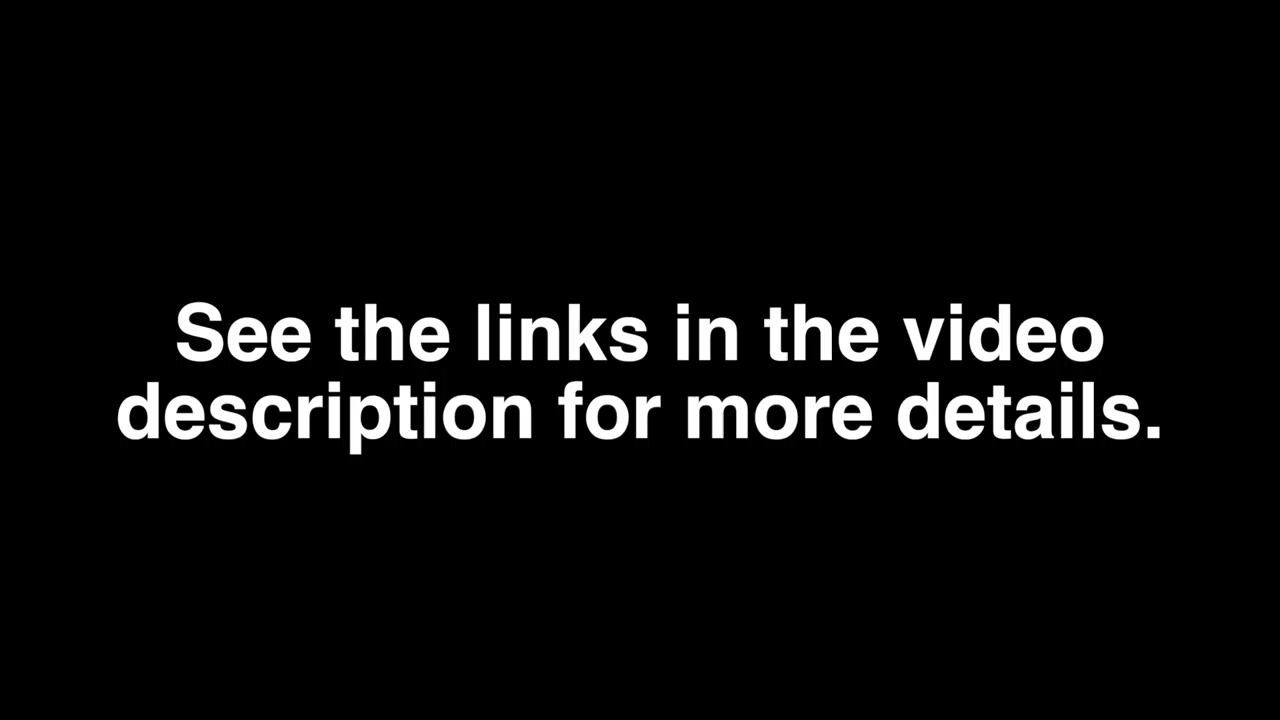 See the links in the video
description for more details.